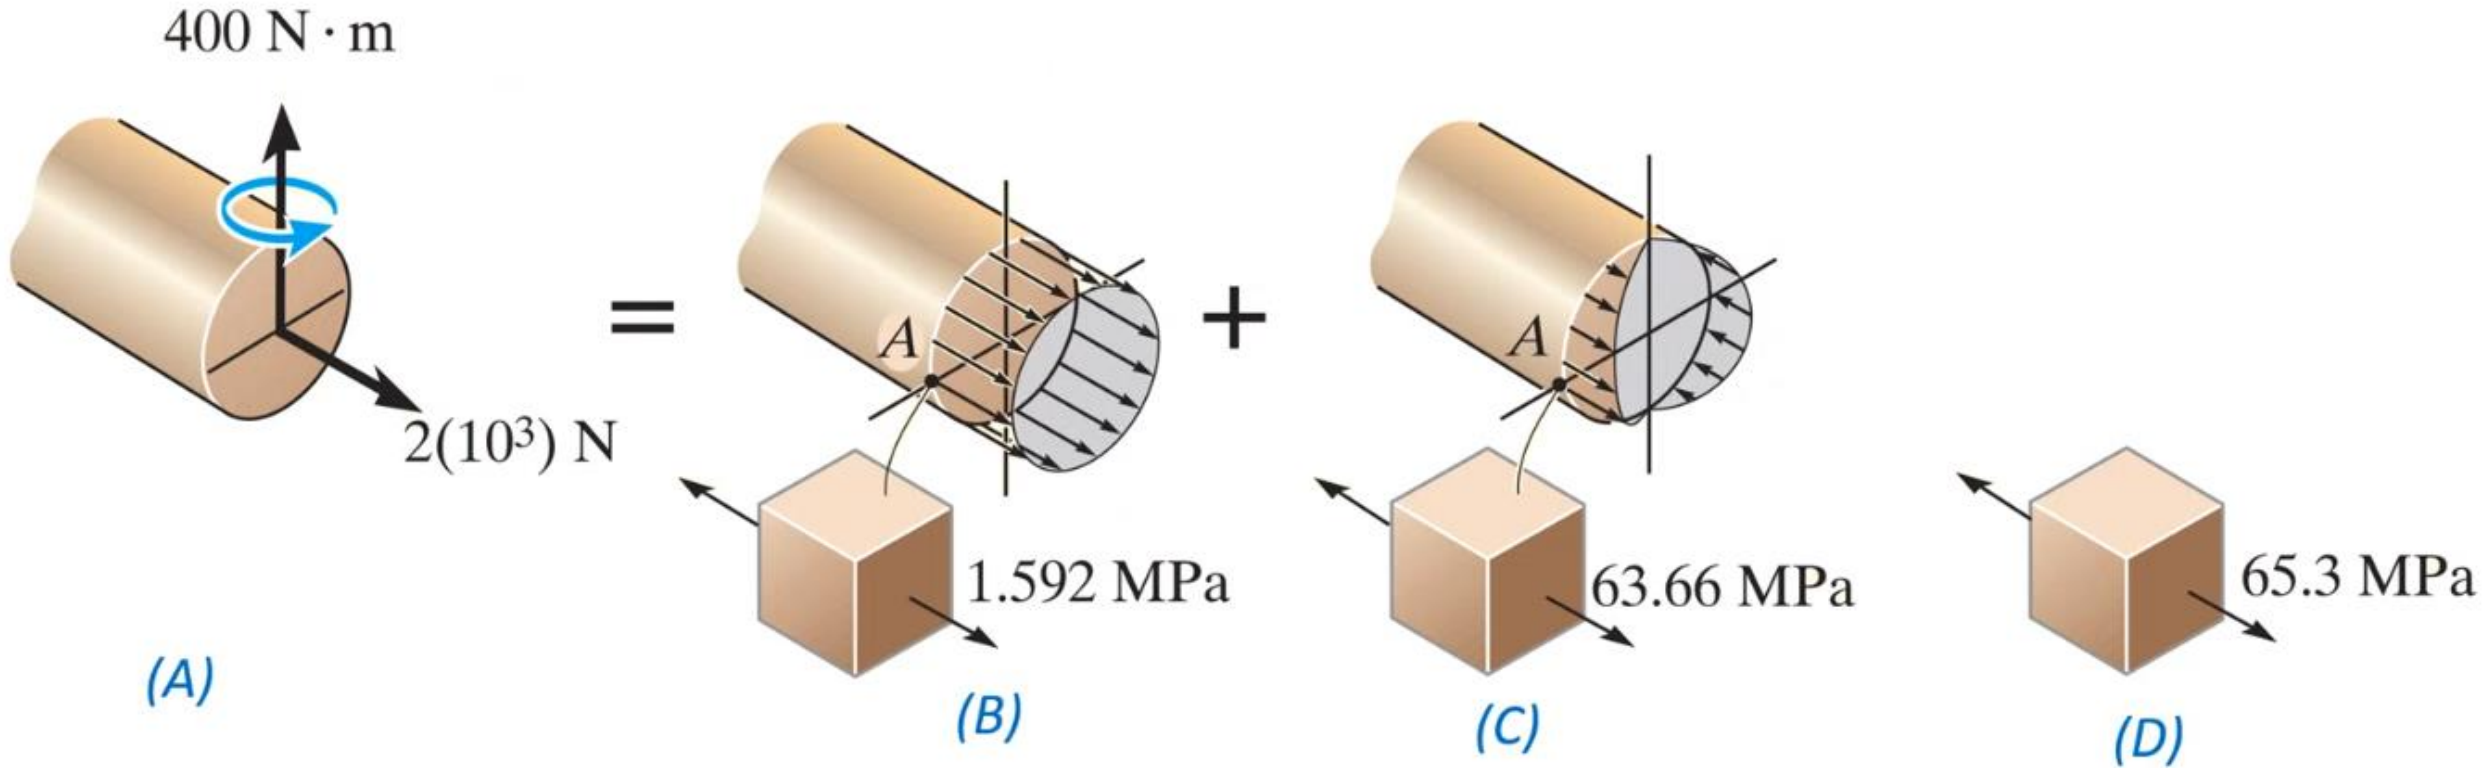 400 N · m
2(10³) N
=
A
1.592 MPa
+
A
63.66 MPa
65.3 MPa
(A)
(B)
(C)
(D)